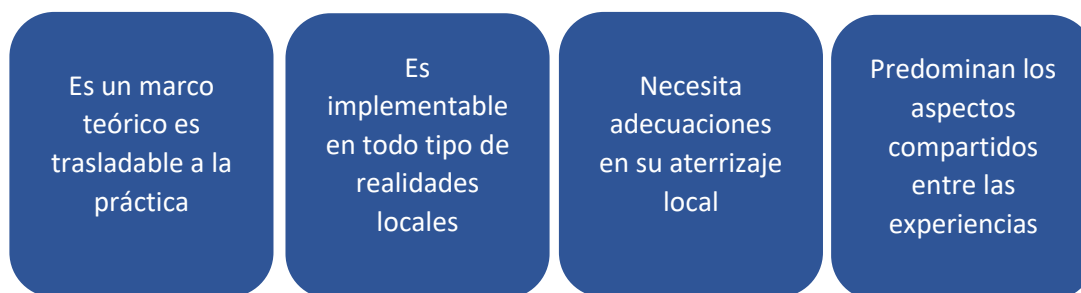 Es un marco
teórico es
trasladable a la
práctica
Es
implementable
en todo tipo de
realidades
locales
Necesita
adecuaciones
en su aterrizaje
local
Predominan los
aspectos
compartidos
entre las
experiencias